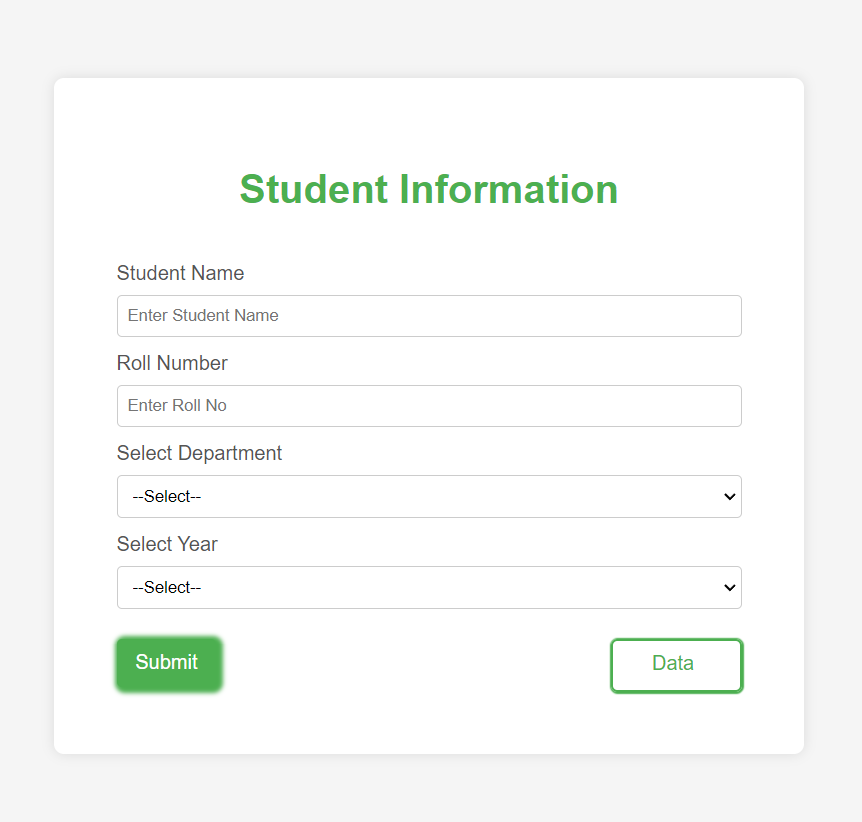 Student Information
Student Name
Enter Student Name
Roll Number
Enter Roll No
Select Department
--Select--
Select Year
--Select--
Submit
Data